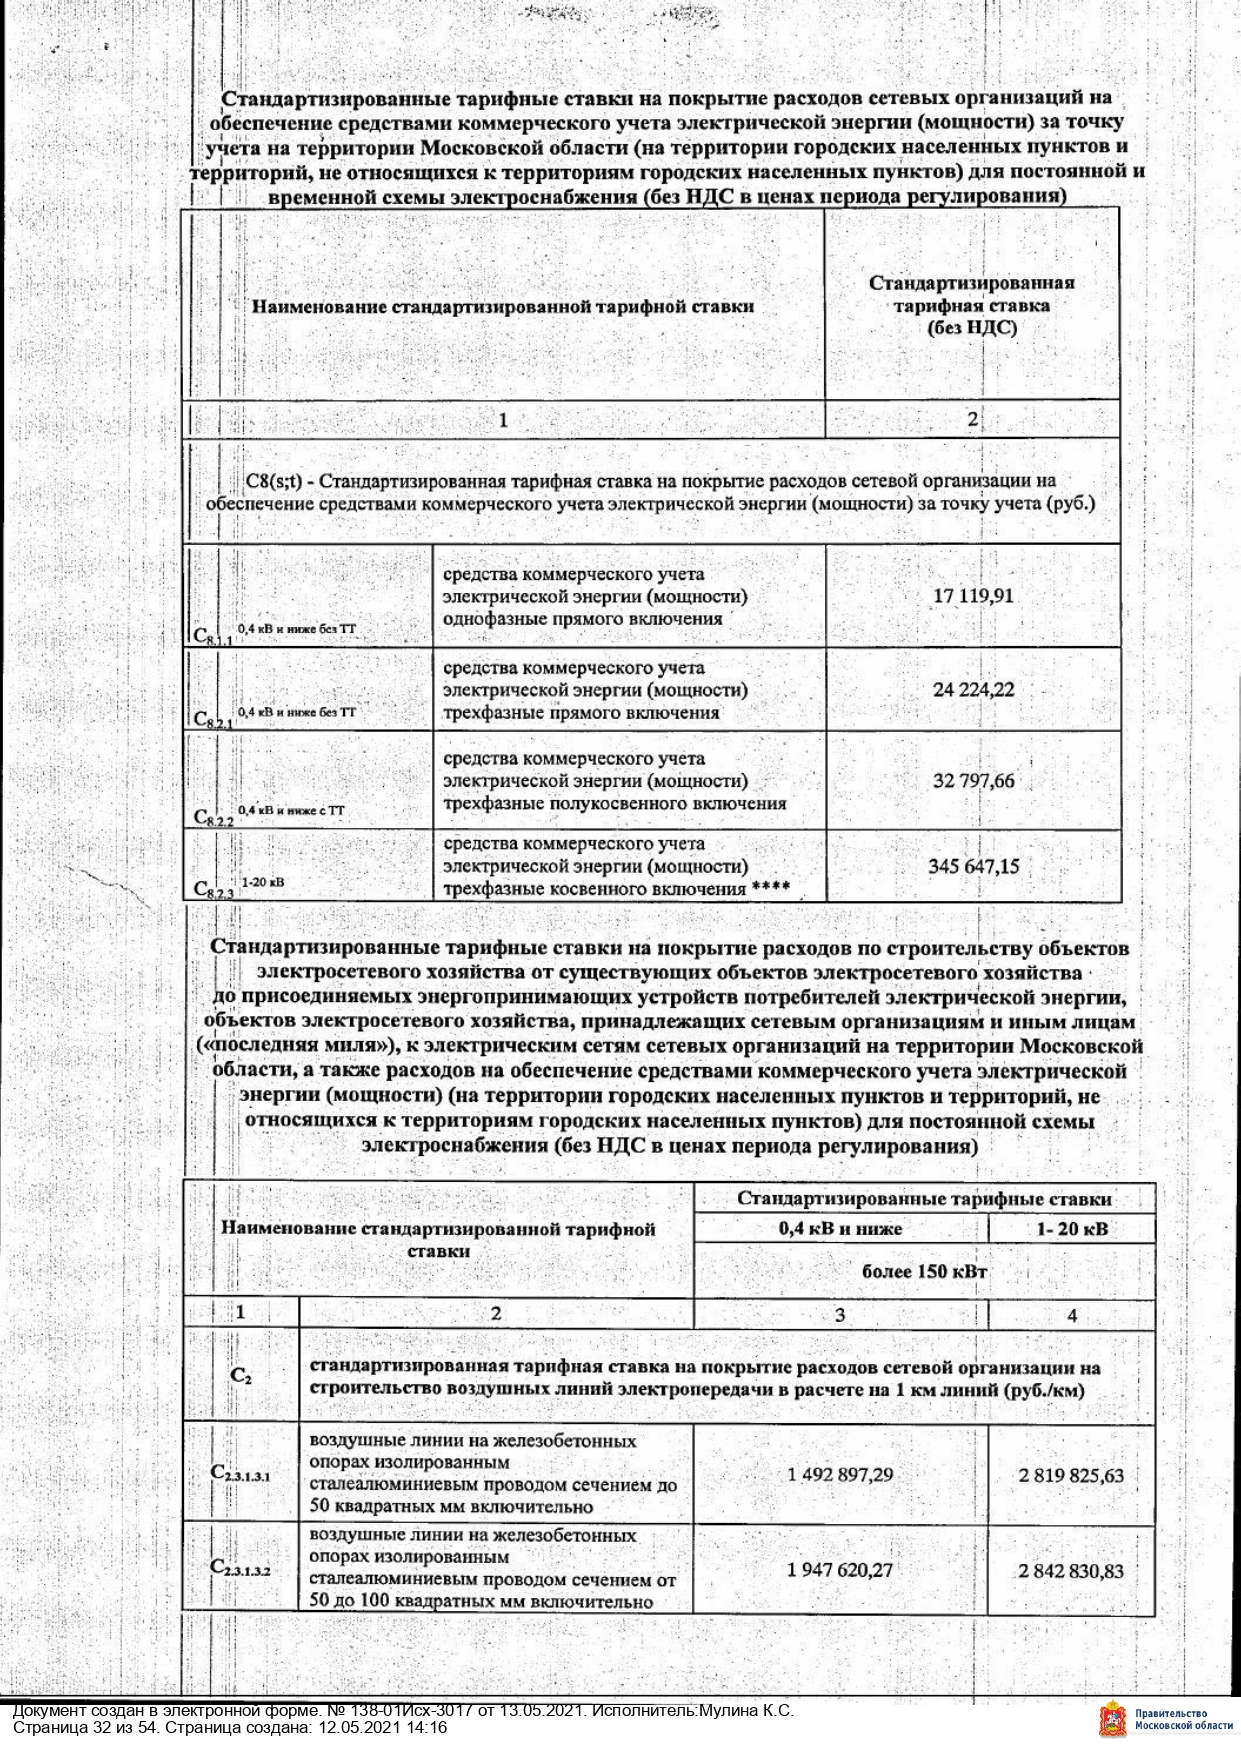 Стандартизированные тарифные ставки на покрытие расходов сетевых организаций на
обеспечение средствами коммерческого учета электрической энергии (мощности) за точку
учета на территории Московской области (на территории городских населенных пунктов и
территорий, не относящихся к территориям городских населенных пунктов) для постоянной и
временной схемы электроснабжения (без НДС в ценах периода регулирования)
Наименование стандартизированной тарифной ставки
Стандартизированная
тарифная ставка
(без НДС)
1
2
C8(s;t) - Стандартизированная тарифная ставка на покрытие расходов сетевой организации на
обеспечение средствами коммерческого учета электрической энергии (мощности) за точку учета (руб.)
C8.1.1 0,4 кВ и ниже без ТТ
средства коммерческого учета
электрической энергии (мощности)
однофазные прямого включения
17 119,91
C8.2.1 0,4 кВ и ниже без ТТ
средства коммерческого учета
электрической энергии (мощности)
трехфазные прямого включения
24 224,22
C8.2.2 0,4 кВ и ниже с ТТ
средства коммерческого учета
электрической энергии (мощности)
трехфазные полукосвенного включения
32 797,66
C8.2.3 1-20 кВ
средства коммерческого учета
электрической энергии (мощности)
трехфазные косвенного включения ****
345 647,15
Стандартизированные тарифные ставки на покрытие расходов по строительству объектов
электросетевого хозяйства от существующих объектов электросетевого хозяйства
до присоединяемых энергопринимающих устройств потребителей электрической энергии,
объектов электросетевого хозяйства, принадлежащих сетевым организациям и иным лицам
(«последняя миля»), к электрическим сетям сетевых организаций на территории Московской
области, а также расходов на обеспечение средствами коммерческого учета электрической
энергии (мощности) (на территории городских населенных пунктов и территорий, не
относящихся к территориям городских населенных пунктов) для постоянной схемы
электроснабжения (без НДС в ценах периода регулирования)
Наименование стандартизированной тарифной
ставки
Стандартизированные тарифные ставки
0,4 кВ и ниже
1- 20 кВ
более 150 кВт
1
2
3
4
C2
стандартизированная тарифная ставка на покрытие расходов сетевой организации на
строительство воздушных линий электропередачи в расчете на 1 км линий (руб./км)
C2.3.1.3.1
воздушные линии на железобетонных
опорах изолированным
сталеалюминиевым проводом сечением до
50 квадратных мм включительно
1 492 897,29
2 819 825,63
C2.3.1.3.2
воздушные линии на железобетонных
опорах изолированным
сталеалюминиевым проводом сечением от
50 до 100 квадратных мм включительно
1 947 620,27
2 842 830,83
Документ создан в электронной форме. № 138-01Исх-3017 от 13.05.2021. Исполнитель:Мулина К.С.
Страница 32 из 54. Страница создана: 12.05.2021 14:16
Правительство
Московской области